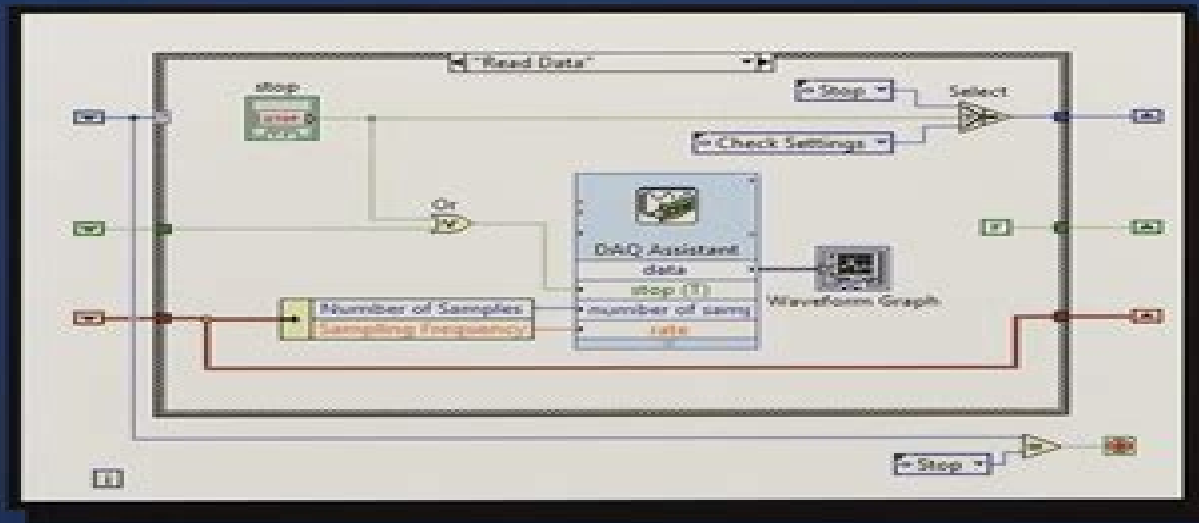 "Read Data"
stop
STOP
Stop
Select
Check Settings
Or
DAQ Assistant
data
stop (T)
number of samp
rate
Number of Samples
Sampling Frequency
Waveform Graph
F
Stop
i